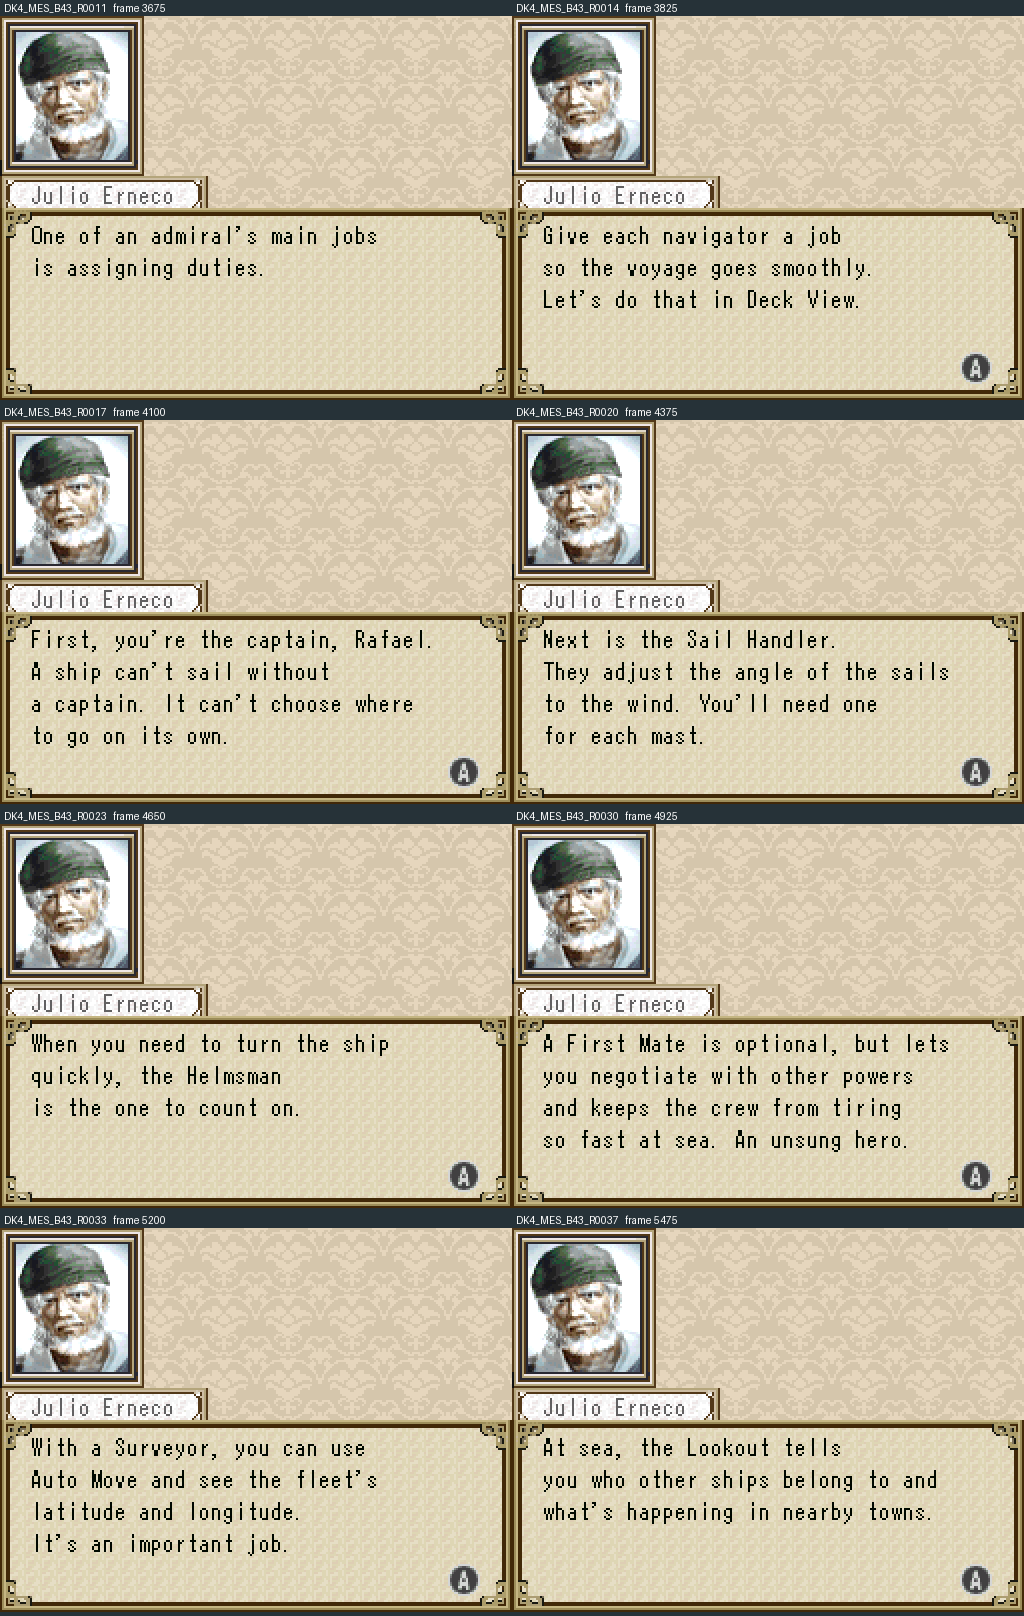 DK4_MES_B43_R0011 frame 3675
Julio Erneco
One of an admiral's main jobs
is assigning duties.
DK4_MES_B43_R0014 frame 3825
Julio Erneco
Give each navigator a job
so the voyage goes smoothly.
Let's do that in Deck View.
A
DK4_MES_B43_R0017 frame 4100
Julio Erneco
First, you're the captain, Rafael.
A ship can't sail without
a captain. It can't choose where
to go on its own.
A
DK4_MES_B43_R0020 frame 4375
Julio Erneco
Next is the Sail Handler.
They adjust the angle of the sails
to the wind. You'll need one
for each mast.
A
DK4_MES_B43_R0023 frame 4650
Julio Erneco
When you need to turn the ship
quickly, the Helmsman
is the one to count on.
A
DK4_MES_B43_R0030 frame 4925
Julio Erneco
A First Mate is optional, but lets
you negotiate with other powers
and keeps the crew from tiring
so fast at sea. An unsung hero.
A
DK4_MES_B43_R0033 frame 5200
Julio Erneco
With a Surveyor, you can use
Auto Move and see the fleet's
latitude and longitude.
It's an important job.
A
DK4_MES_B43_R0037 frame 5475
Julio Erneco
At sea, the Lookout tells
you who other ships belong to and
what's happening in nearby towns.
A